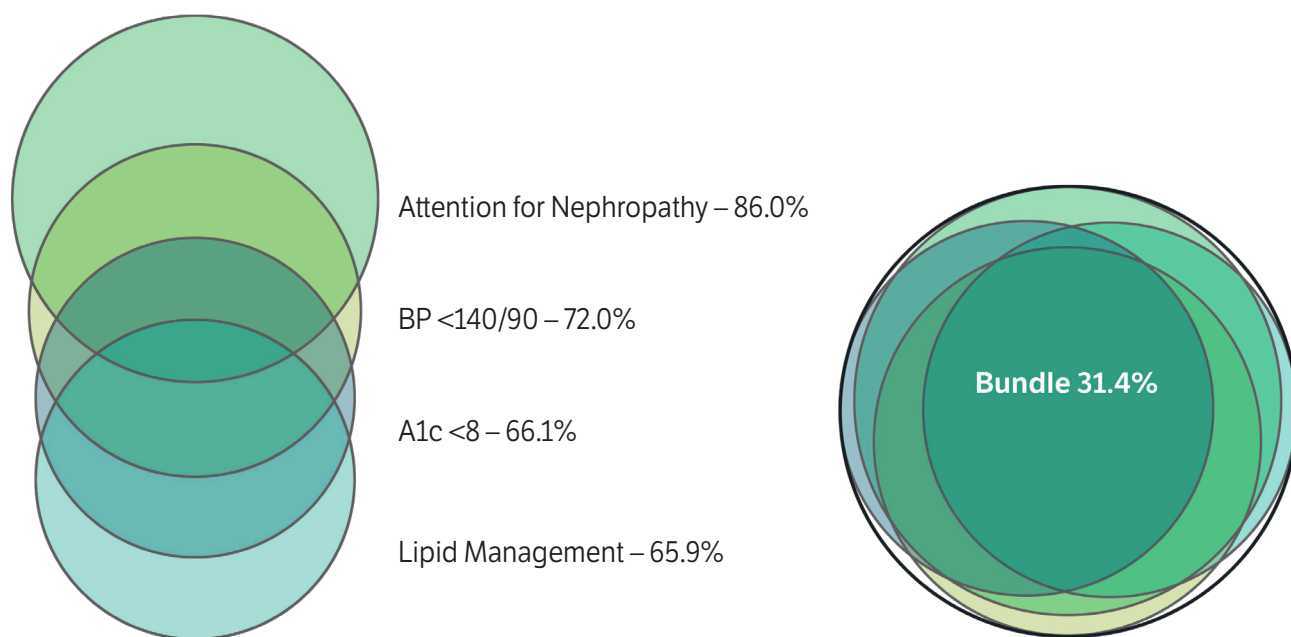 Attention for Nephropathy – 86.0%
BP <140/90 – 72.0%
A1c <8 – 66.1%
Lipid Management – 65.9%
Bundle 31.4%